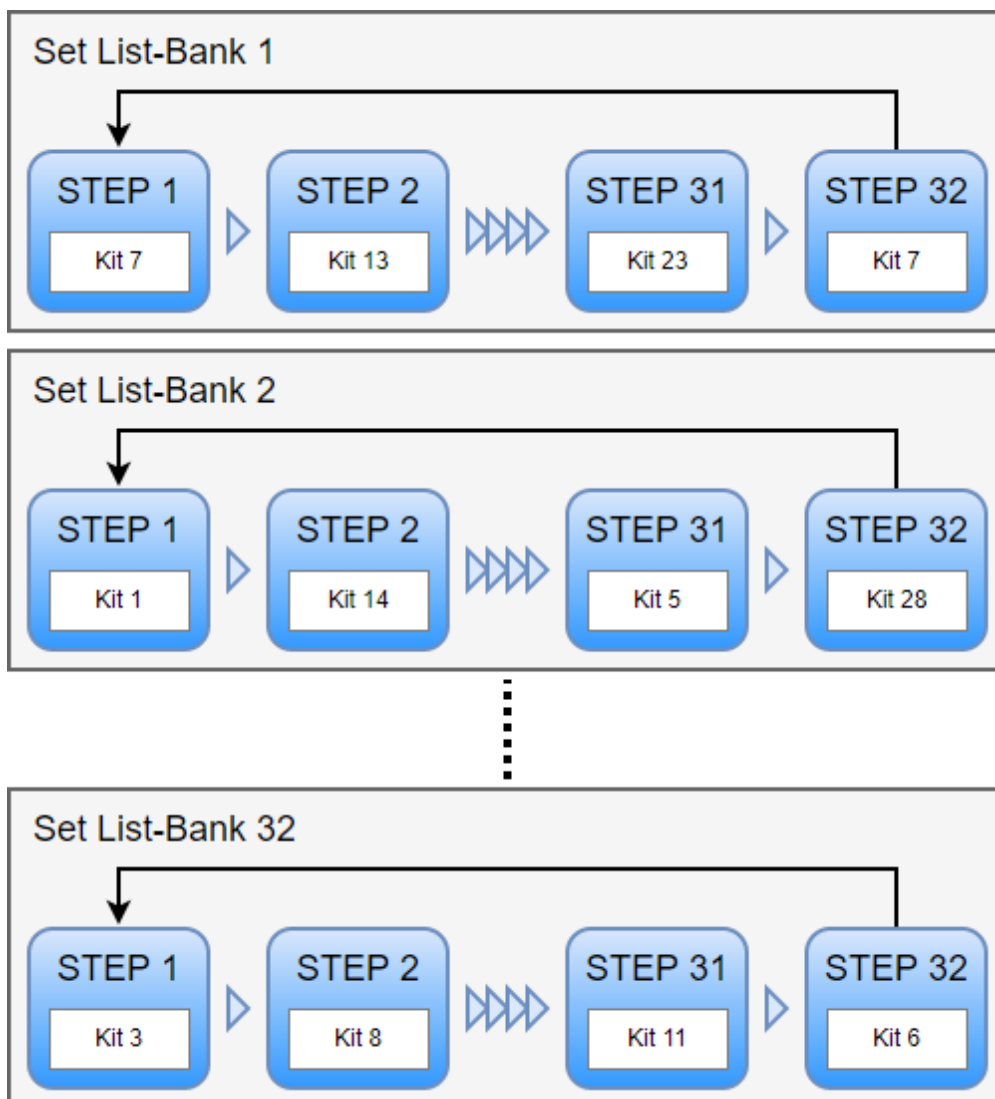 Set List-Bank 1
STEP 1 STEP 2 STEP 31 STEP 32
Kit 7 Kit 13 Kit 23 Kit 7
Set List-Bank 2
STEP 1 STEP 2 STEP 31 STEP 32
Kit 1 Kit 14 Kit 5 Kit 28
Set List-Bank 32
STEP 1 STEP 2 STEP 31 STEP 32
Kit 3 Kit 8 Kit 11 Kit 6